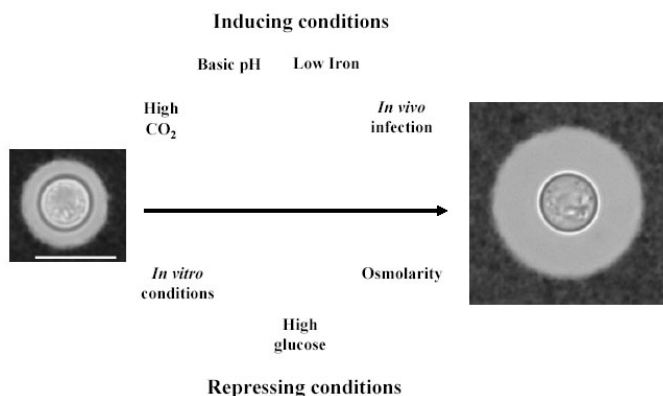 Inducing conditions
Basic pH Low Iron
High
CO₂
In vivo
infection
In vitro
conditions
Osmolarity
High
glucose
Repressing conditions